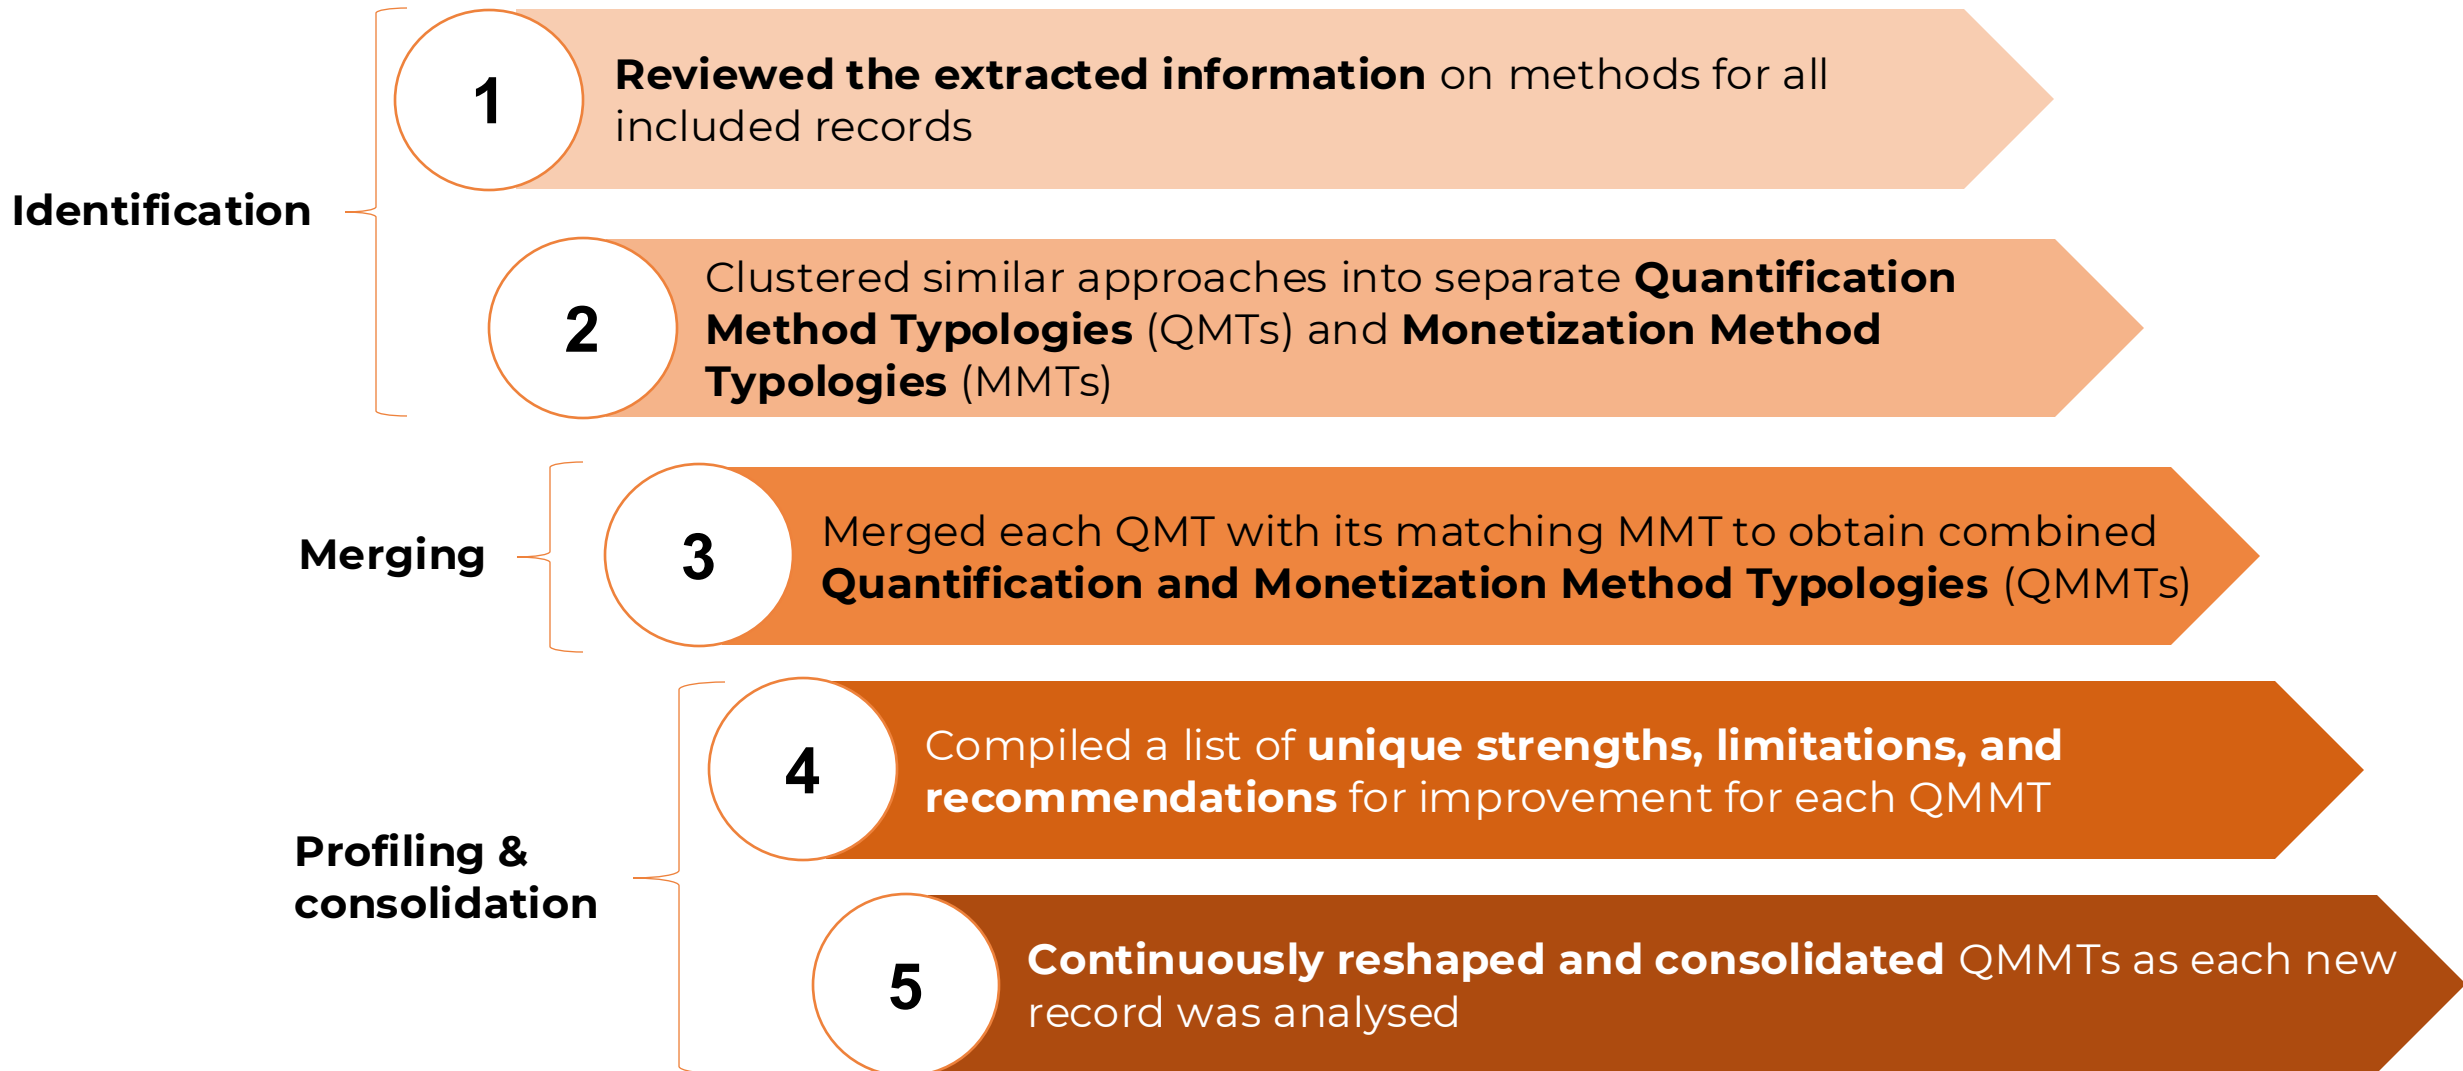 Identification
1
Reviewed the extracted information on methods for all
included records
2
Clustered similar approaches into separate Quantification
Method Typologies (QMTs) and Monetization Method
Typologies (MMTs)
Merging
3
Merged each QMT with its matching MMT to obtain combined
Quantification and Monetization Method Typologies (QMMTs)
Profiling &
consolidation
4
Compiled a list of unique strengths, limitations, and
recommendations for improvement for each QMMT
5
Continuously reshaped and consolidated QMMTs as each new
record was analysed